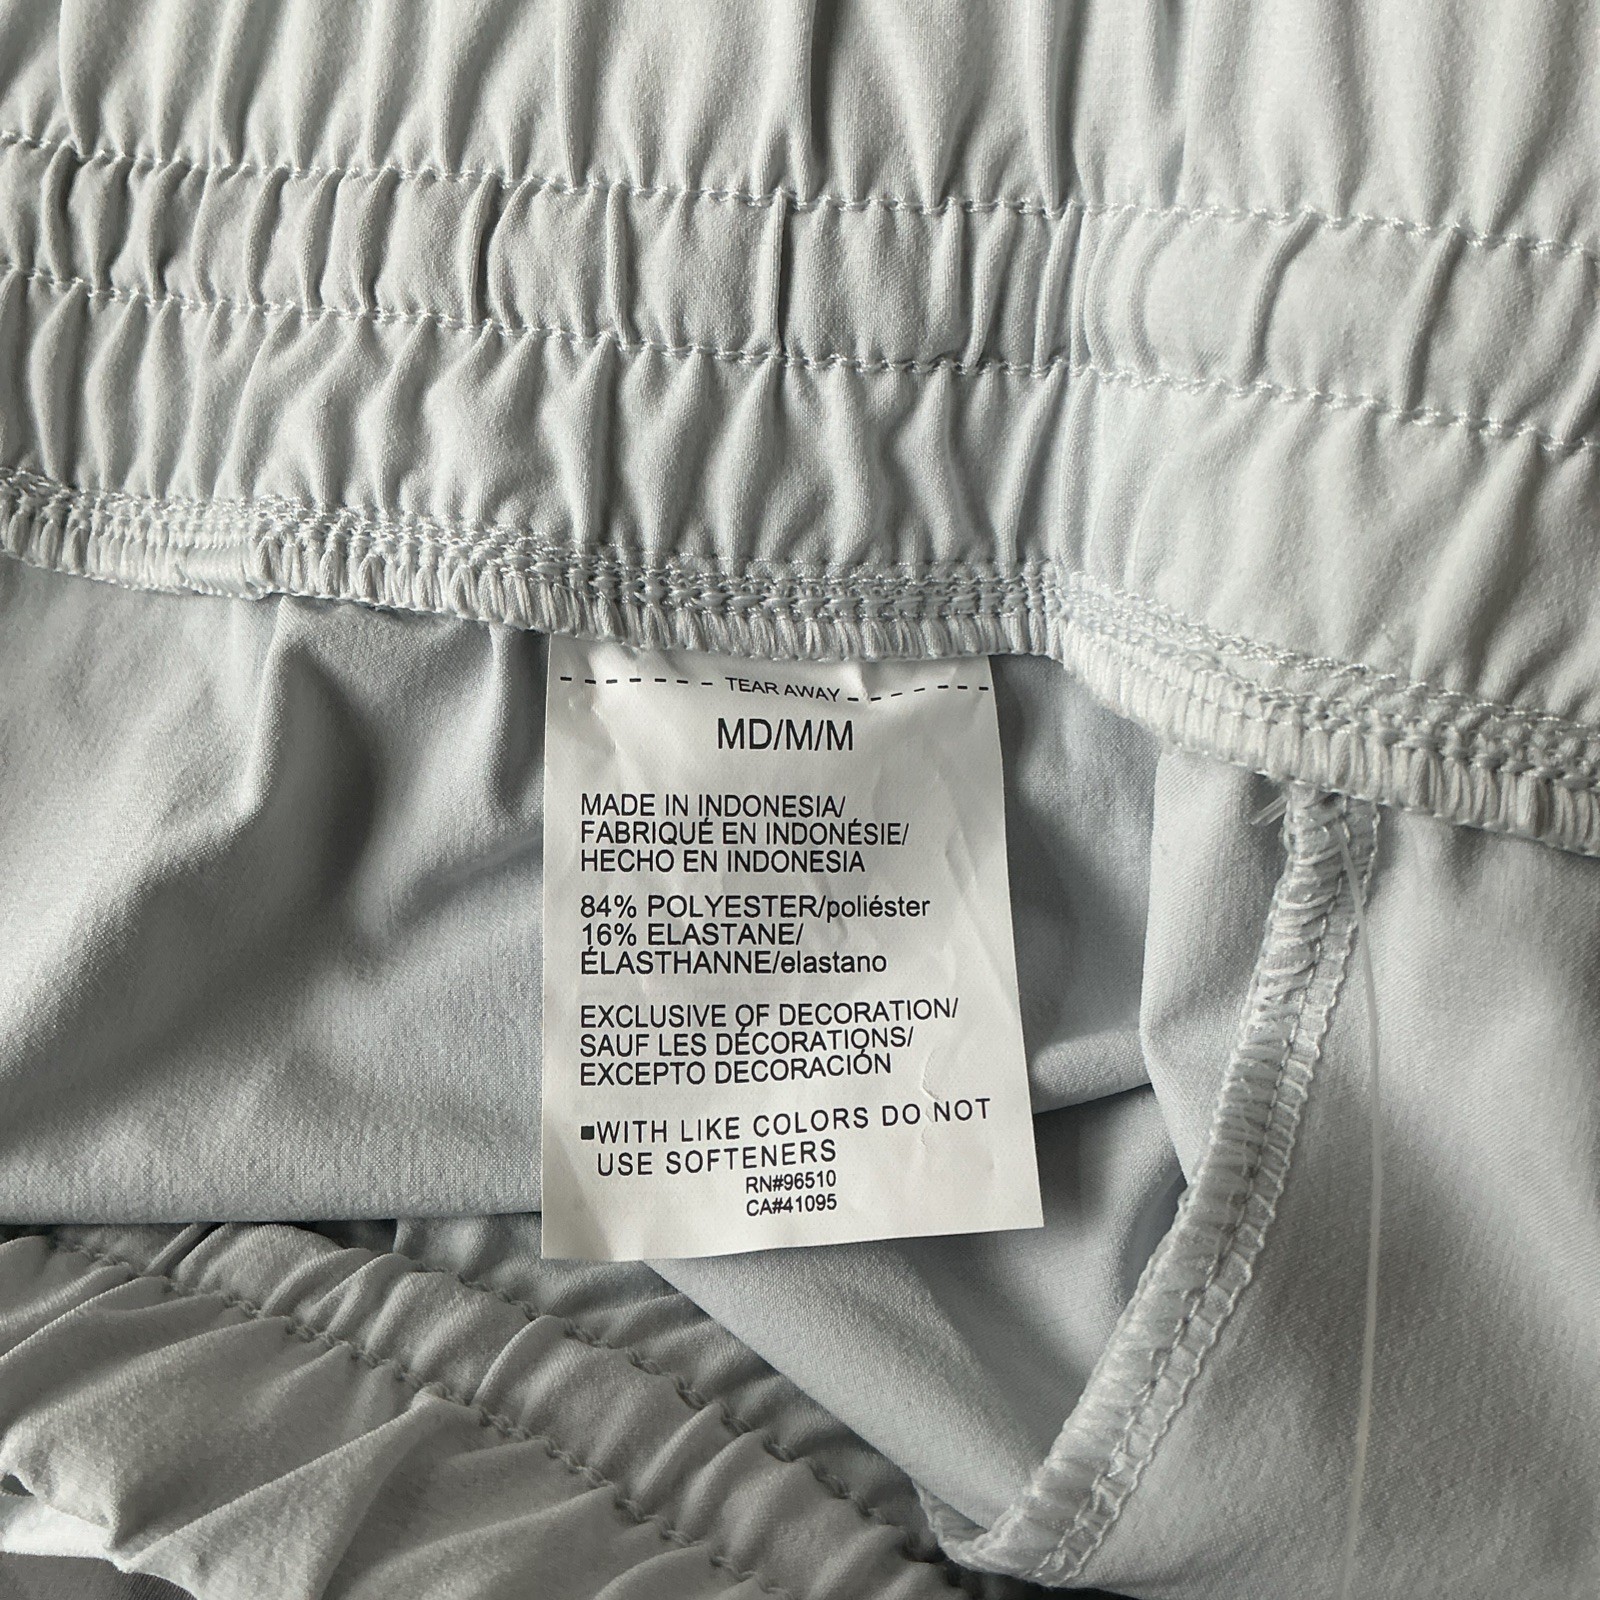 TEAR AWAY
MD/M/M
MADE IN INDONESIA/
FABRIQUÉ EN INDONÉSIE/
HECHO EN INDONESIA
84% POLYESTER/poliéster
16% ELASTANE/
ÉLASTHANNE/elastano
EXCLUSIVE OF DECORATION/
SAUF LES DÉCORATIONS/
EXCEPTO DECORACIÓN
■WITH LIKE COLORS DO NOT
USE SOFTENERS
RN#96510
CA#41095